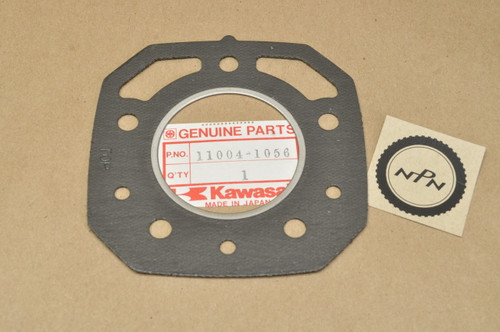 GENUINE PARTS
P.NO. 11004-1056
Q'TY 1
Kawasa
MADE IN JAPAN
NPN